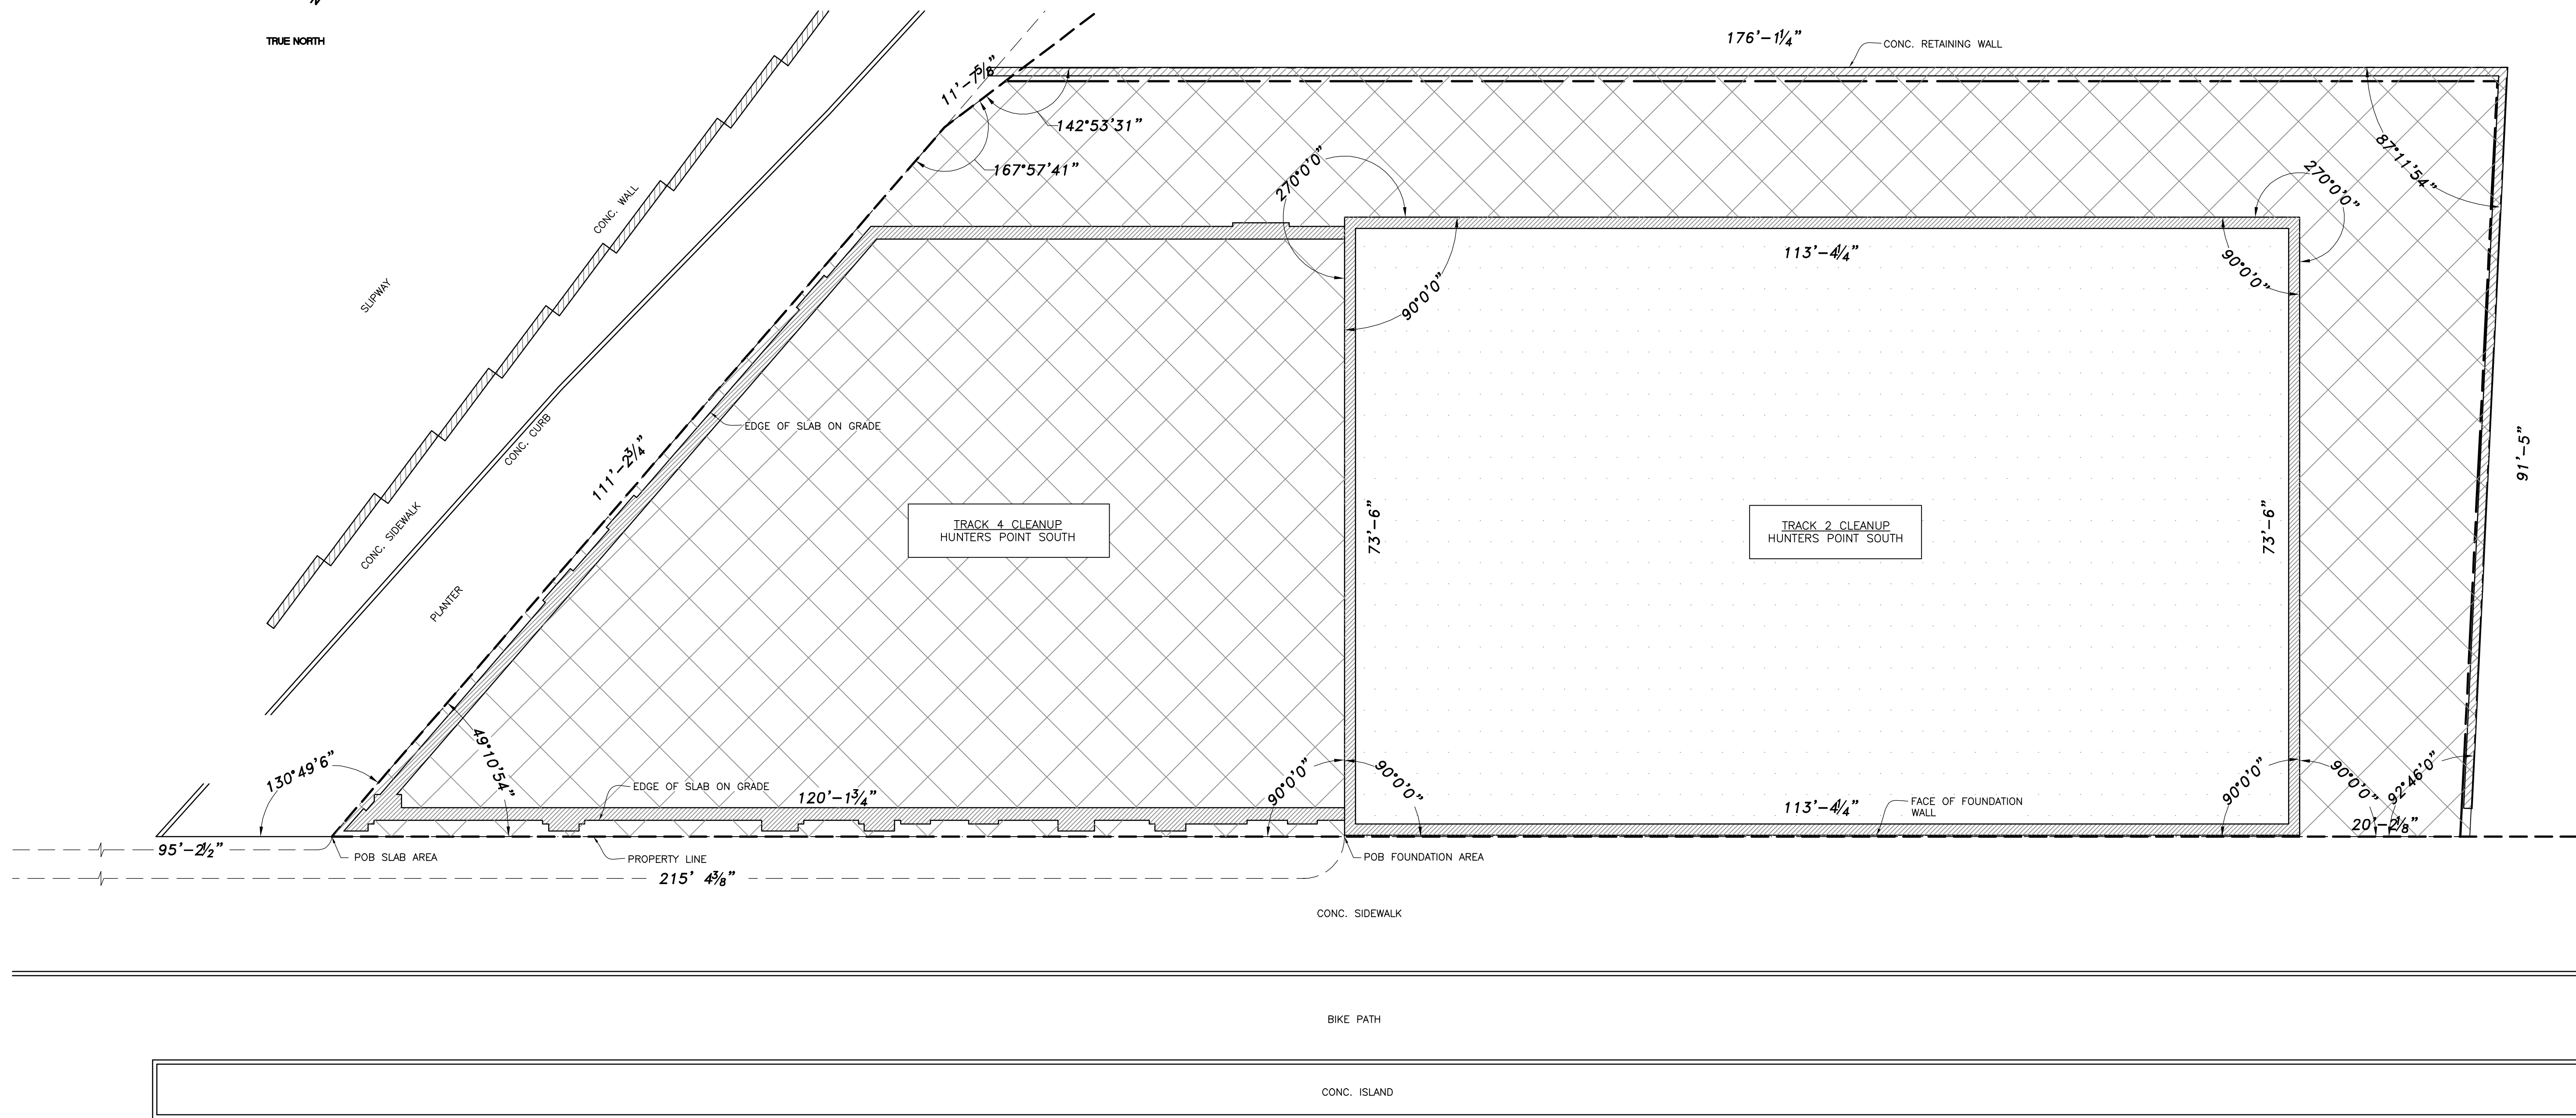 TRUE NORTH
176'-1¼"
CONC. RETAINING WALL
11'-7⅝"
142°53'31"
167°57'41"
270°0'0"
87°11'54"
270°0'0"
CONC. WALL
113'-4¼"
90°0'0"
90°0'0"
SLIPWAY
EDGE OF SLAB ON GRADE
CONC. CURB
111'-2¾"
91'-5"
CONC. SIDEWALK
TRACK 4 CLEANUP
HUNTERS POINT SOUTH
73'-6"
TRACK 2 CLEANUP
HUNTERS POINT SOUTH
73'-6"
PLANTER
130°49'6"
49°10'54"
EDGE OF SLAB ON GRADE
120'-1¾"
90°0'0"
90°0'0"
113'-4¼"
FACE OF FOUNDATION
WALL
90°0'0"
90°0'0"
92°46'0"
20'-2⅛"
95'-2½"
POB SLAB AREA
PROPERTY LINE
POB FOUNDATION AREA
215' 4⅜"
CONC. SIDEWALK
BIKE PATH
CONC. ISLAND